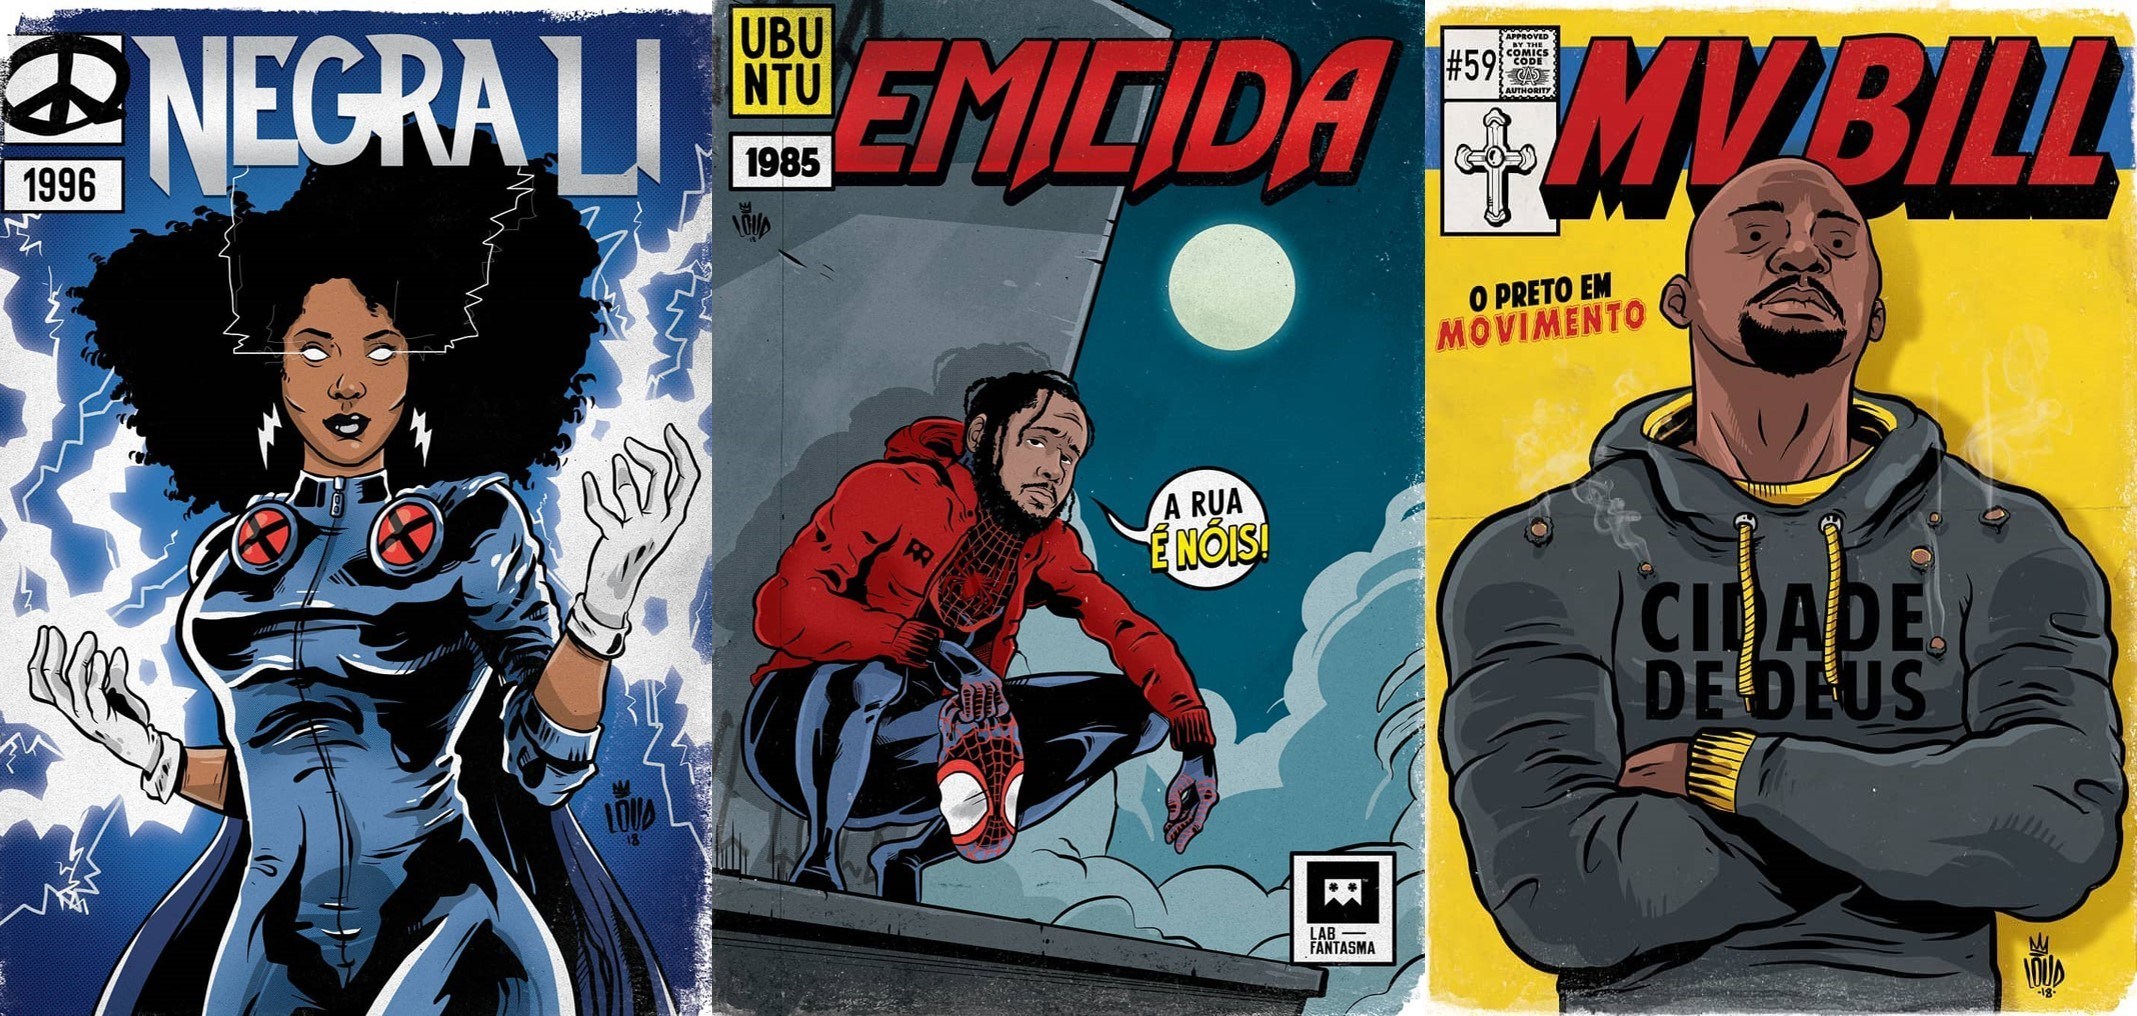 NEGRA LI
1996
LOUD
18
UBU
NTU
EMICIDA
1985
LOUD
A RUA
É NÓIS!
LAB —
FANTASMA
#59
APPROVED
BY THE
COMICS
CODE
AUTHORITY
MV BILL
O PRETO EM
MOVIMENTO
CIDADE
DE DEUS
LOUD
-18-